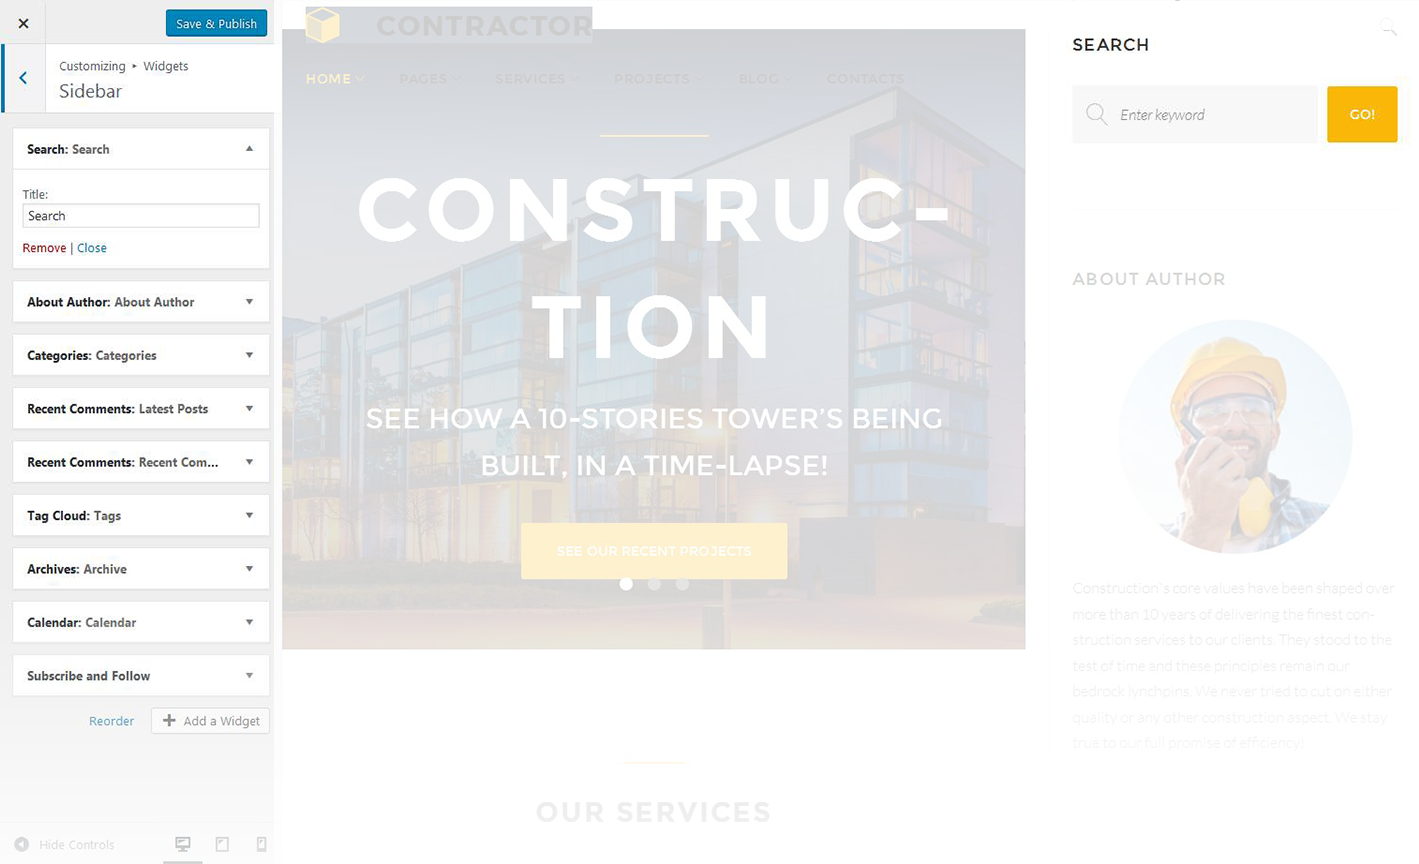 Save & Publish
Customizing ▸ Widgets
Sidebar
Search: Search
Title:
Search
Remove | Close
About Author: About Author
Categories: Categories
Recent Comments: Latest Posts
Recent Comments: Recent Com...
Tag Cloud: Tags
Archives: Archive
Calendar: Calendar
Subscribe and Follow
Reorder
Add a Widget
Hide Controls
CONTRACTOR
HOME PAGES SERVICES PROJECTS BLOG CONTACTS
CONSTRUC-
TION
SEE HOW A 10-STORIES TOWER'S BEING
BUILT, IN A TIME-LAPSE!
SEE OUR RECENT PROJECTS
OUR SERVICES
SEARCH
Enter keyword
GO!
ABOUT AUTHOR
Construction`s core values have been shaped over
more than 10 years of delivering the finest con-
struction services to our clients. They stood to the
test of time and these principles remain our
bedrock lynchpins. We never tried to cut on either
quality or any other construction aspect. We stay
true to our full promise of efficiency!